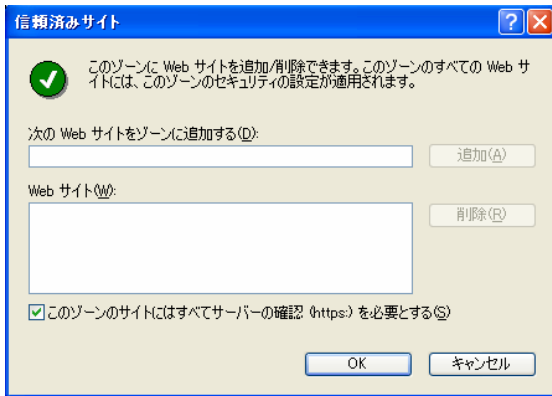 信頼済みサイト
このゾーンに Web サイトを追加/削除できます。このゾーンのすべての Web サ
イトには、このゾーンのセキュリティの設定が適用されます。
次の Web サイトをゾーンに追加する(D):
追加(A)
Web サイト(W):
削除(R)
このゾーンのサイトにはすべてサーバーの確認 (https:) を必要とする(S)
OK
キャンセル